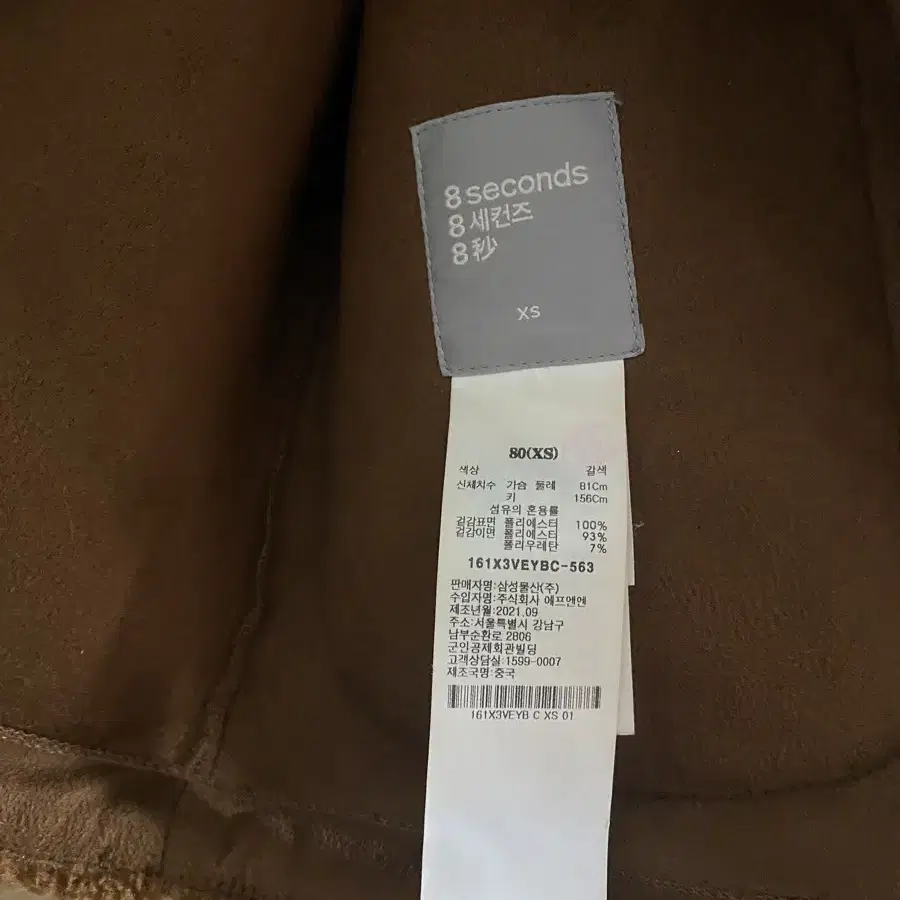 8 seconds
8 세컨즈
8 秒
XS
80(XS)
색상 갈색
신체치수 가슴 둘레 81Cm
키 156Cm
섬유의 혼용률
겉감표면 폴리에스터 100%
겉감이면 폴리에스터 93%
폴리우레탄 7%
161X3VEYBC-563
판매자명:삼성물산(주)
수입자명:주식회사 에프앤엔
제조년월:2021.09
주소:서울특별시 강남구
남부순환로 2806
군인공제회관빌딩
고객상담실:1599-0007
제조국명:중국
161X3VEYB C XS 01